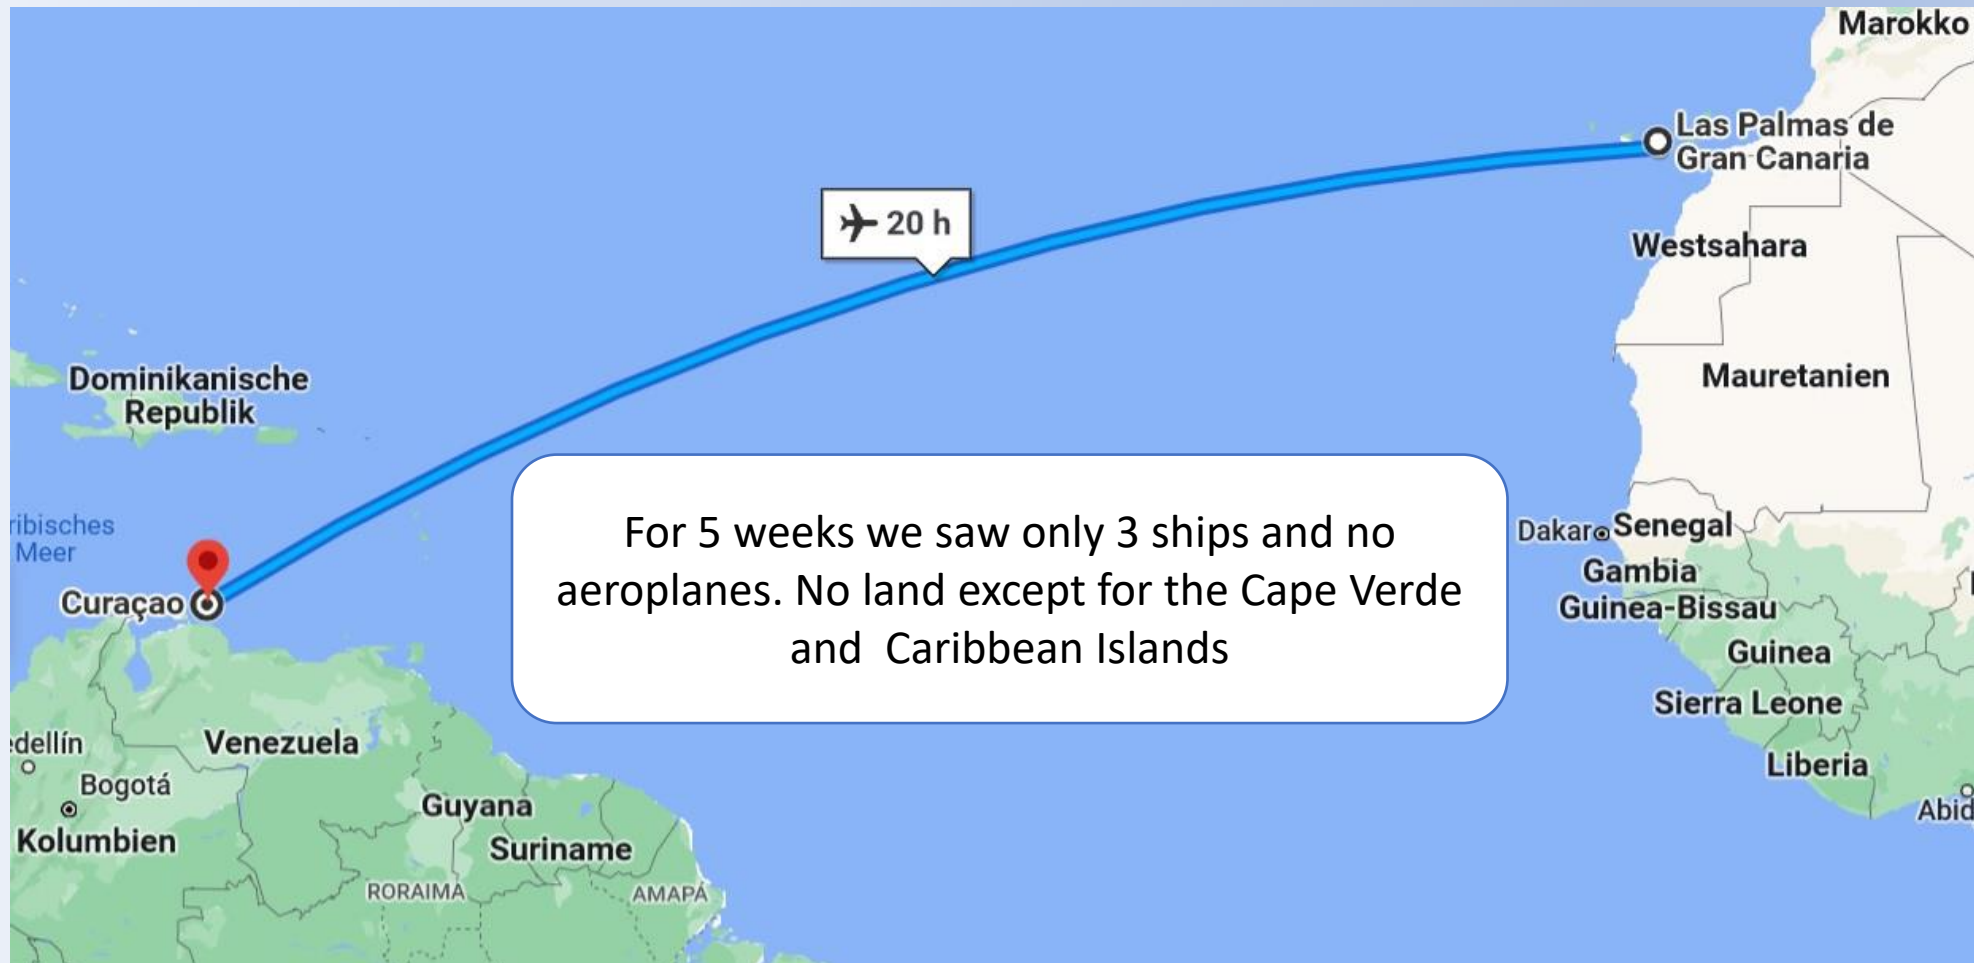 Marokko
Las Palmas de
Gran Canaria
20 h
Westsahara
Dominikanische
Republik
Mauretanien
ribisches
Meer
For 5 weeks we saw only 3 ships and no
aeroplanes. No land except for the Cape Verde
and  Caribbean Islands
Dakar
Senegal
Gambia
Curaçao
Guinea-Bissau
Guinea
Sierra Leone
dellín
Venezuela
Liberia
Bogotá
Guyana
Abid
Kolumbien
Suriname
RORAIMA
AMAPÁ